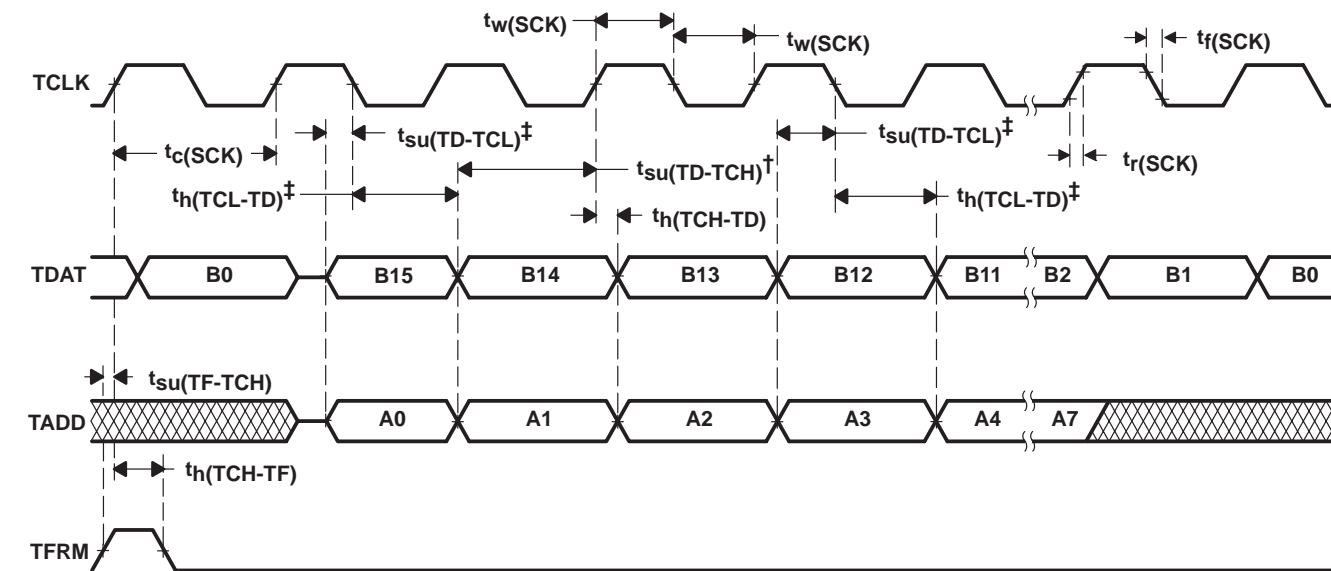 tw(SCK)
tw(SCK)
tf(SCK)
TCLK
tsu(TD-TCL)‡
tsu(TD-TCL)‡
tc(SCK)
tsu(TD-TCH)†
tr(SCK)
th(TCL-TD)‡
th(TCL-TD)‡
th(TCH-TD)
TDAT B0 B15 B14 B13 B12 B11 B2 B1 B0
tsu(TF-TCH)
TADD A0 A1 A2 A3 A4 A7
th(TCH-TF)
TFRM